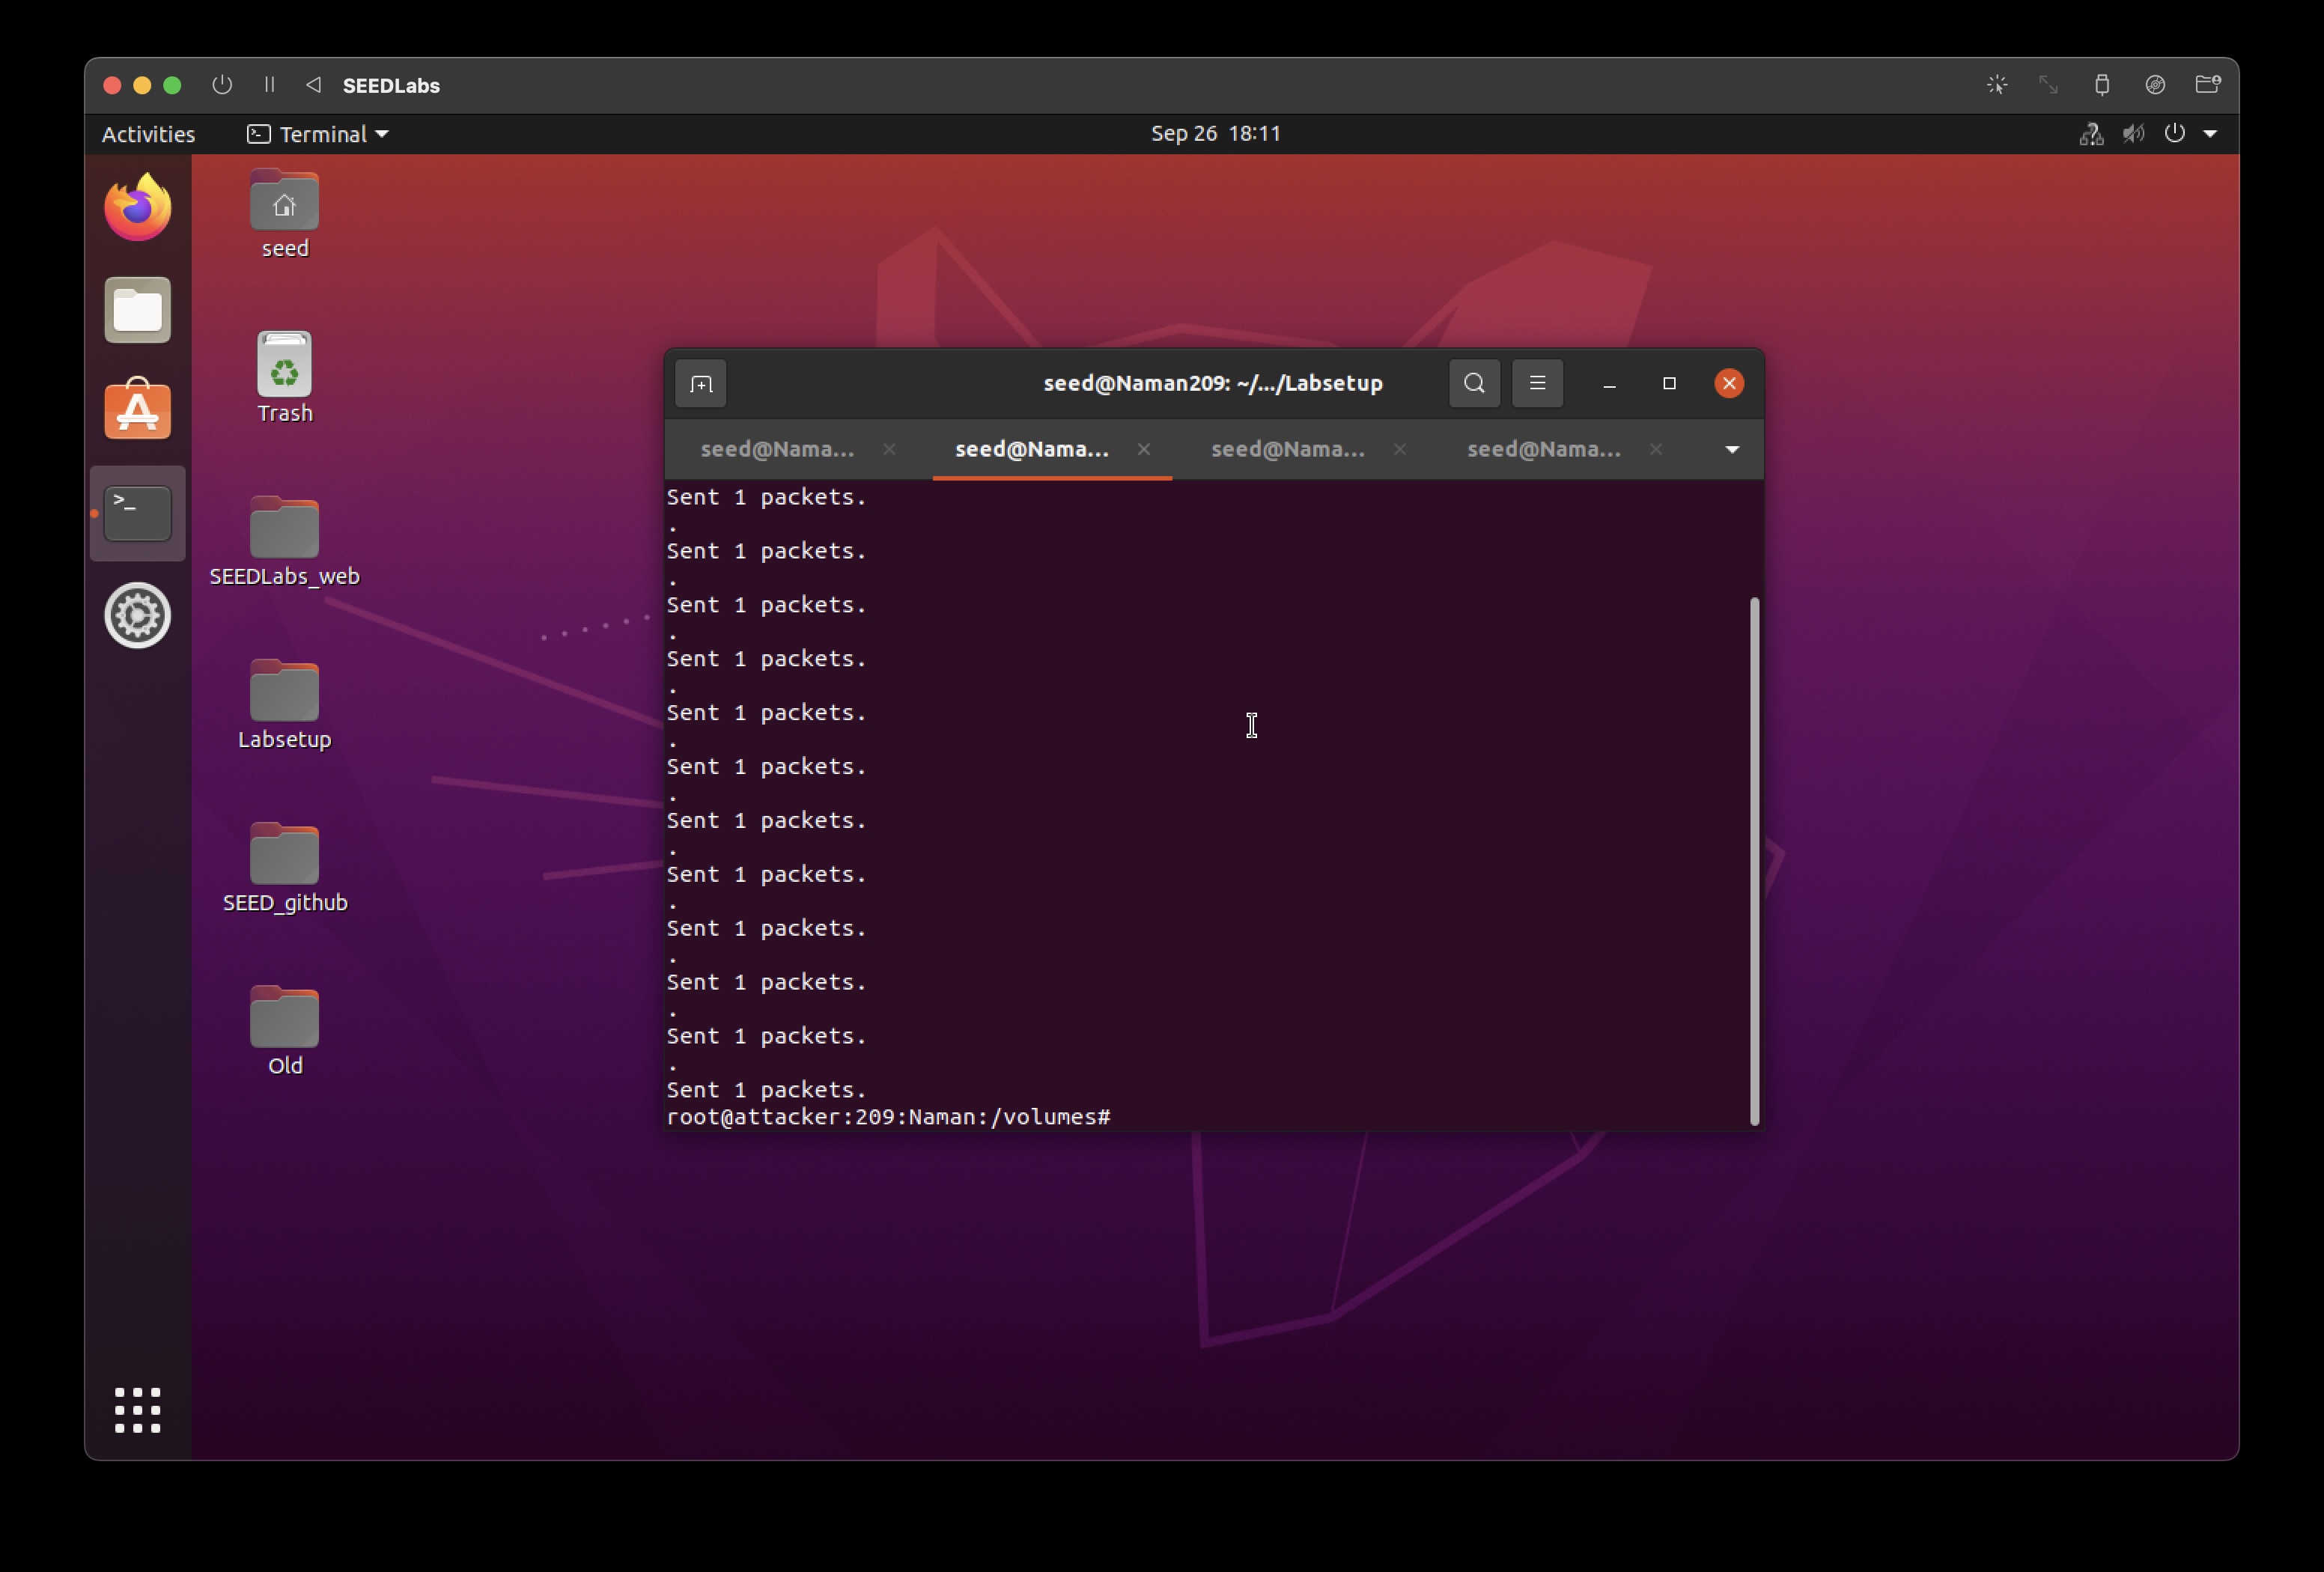 SEEDLabs
Activities
Terminal
Sep 26 18:11
seed
Trash
SEEDLabs_web
Labsetup
SEED_github
Old
seed@Naman209: ~/.../Labsetup
seed@Nama... seed@Nama... seed@Nama... seed@Nama...
Sent 1 packets.
.
Sent 1 packets.
.
Sent 1 packets.
.
Sent 1 packets.
.
Sent 1 packets.
.
Sent 1 packets.
.
Sent 1 packets.
.
Sent 1 packets.
.
Sent 1 packets.
.
Sent 1 packets.
.
Sent 1 packets.
.
Sent 1 packets.
root@attacker:209:Naman:/volumes#